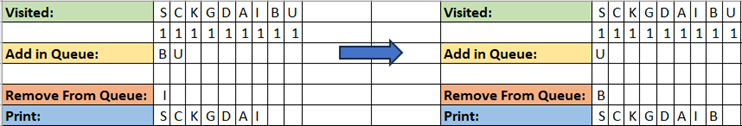 Visited: S C K G D A I B U
1 1 1 1 1 1 1 1 1
Add in Queue: B U
Remove From Queue: I
Print: S C K G D A I
Visited: S C K G D A I B U
1 1 1 1 1 1 1 1 1
Add in Queue: U
Remove From Queue: B
Print: S C K G D A I B